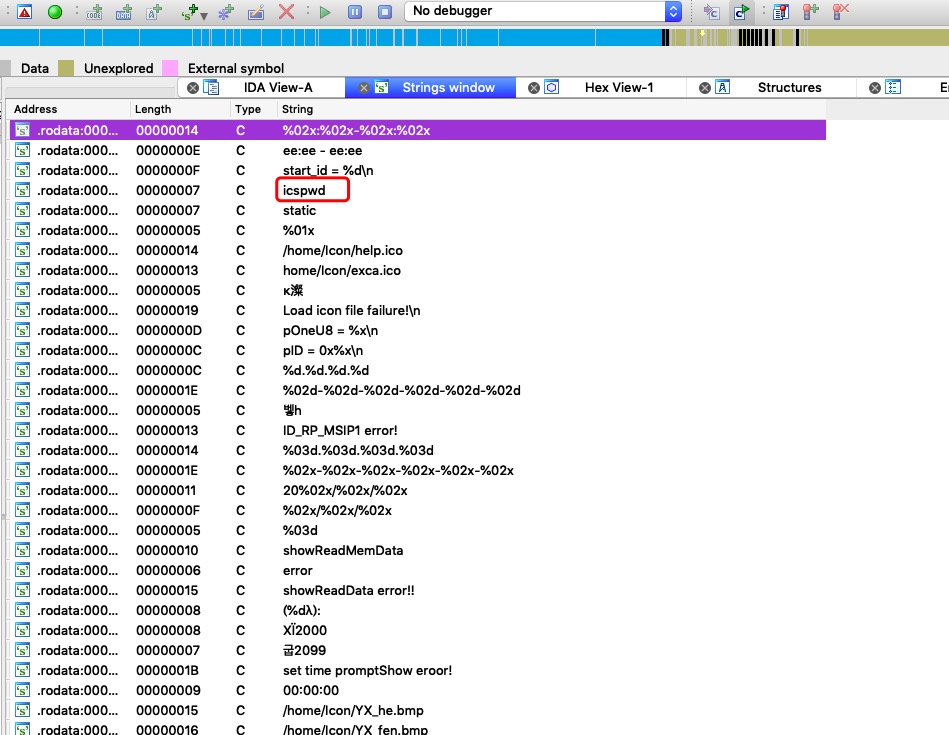 No debugger
Data Unexplored External symbol
IDA View-A Strings window Hex View-1 Structures
Address Length Type String
.rodata:000... 00000014 C %02x:%02x-%02x:%02x
.rodata:000... 0000000E C ee:ee - ee:ee
.rodata:000... 0000000F C start_id = %d\n
.rodata:000... 00000007 C icspwd
.rodata:000... 00000007 C static
.rodata:000... 00000005 C %01x
.rodata:000... 00000014 C /home/Icon/help.ico
.rodata:000... 00000013 C home/Icon/exca.ico
.rodata:000... 00000005 C κ澯
.rodata:000... 00000019 C Load icon file failure!\n
.rodata:000... 0000000D C pOneU8 = %x\n
.rodata:000... 0000000C C pID = 0x%x\n
.rodata:000... 0000000C C %d.%d.%d.%d
.rodata:000... 0000001E C %02d-%02d-%02d-%02d-%02d-%02d
.rodata:000... 00000005 C
.rodata:000... 00000013 C ID_RP_MSIP1 error!
.rodata:000... 00000014 C %03d.%03d.%03d.%03d
.rodata:000... 0000001E C %02x-%02x-%02x-%02x-%02x-%02x
.rodata:000... 00000011 C 20%02x/%02x/%02x
.rodata:000... 0000000F C %02x/%02x/%02x
.rodata:000... 00000005 C %03d
.rodata:000... 00000010 C showReadMemData
.rodata:000... 00000006 C error
.rodata:000... 00000015 C showReadData error!!
.rodata:000... 00000008 C (%dλ):
.rodata:000... 00000008 C XÏ2000
.rodata:000... 00000007 C 굽2099
.rodata:000... 0000001B C set time promptShow eroor!
.rodata:000... 00000009 C 00:00:00
.rodata:000... 00000015 C /home/Icon/YX_he.bmp
.rodata:000... 00000016 C /home/Icon/YX_fen.bmp